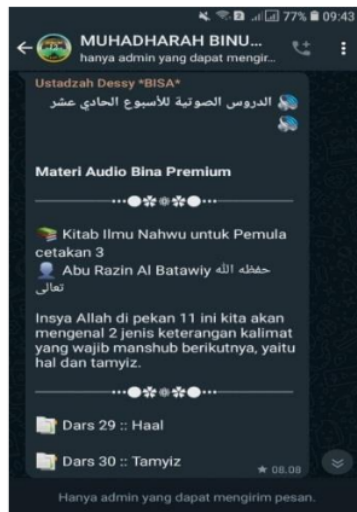 77% 09:43
MUHADHARAH BINU...
hanya admin yang dapat mengir...
Ustadzah Dessy *BISA*
الدروس الصوتية للأسبوع الحادي عشر
Materi Audio Bina Premium
Kitab Ilmu Nahwu untuk Pemula
cetakan 3
Abu Razin Al Batawiy حفظه الله
تعالى
Insya Allah di pekan 11 ini kita akan
mengenal 2 jenis keterangan kalimat
yang wajib manshub berikutnya, yaitu
hal dan tamyiz.
Dars 29 :: Haal
Dars 30 :: Tamyiz
★ 08.08
Hanya admin yang dapat mengirim pesan.